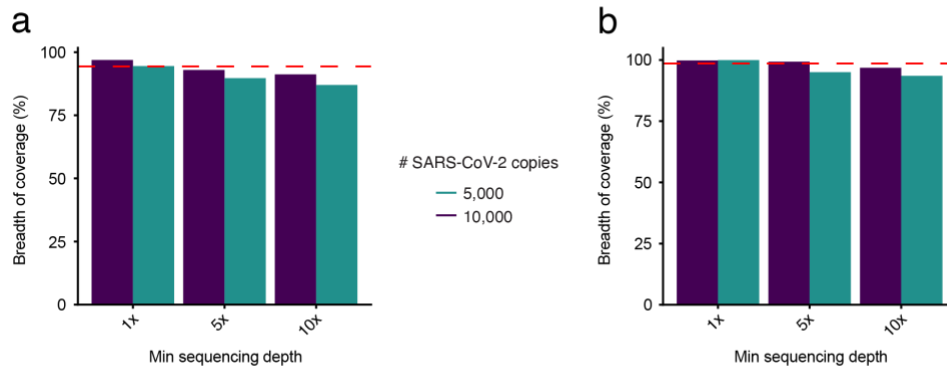 a
100
75
50
25
0
Breadth of coverage (%)
1x
5x
10x
Min sequencing depth
# SARS-CoV-2 copies
5,000
10,000
b
100
75
50
25
0
Breadth of coverage (%)
1x
5x
10x
Min sequencing depth